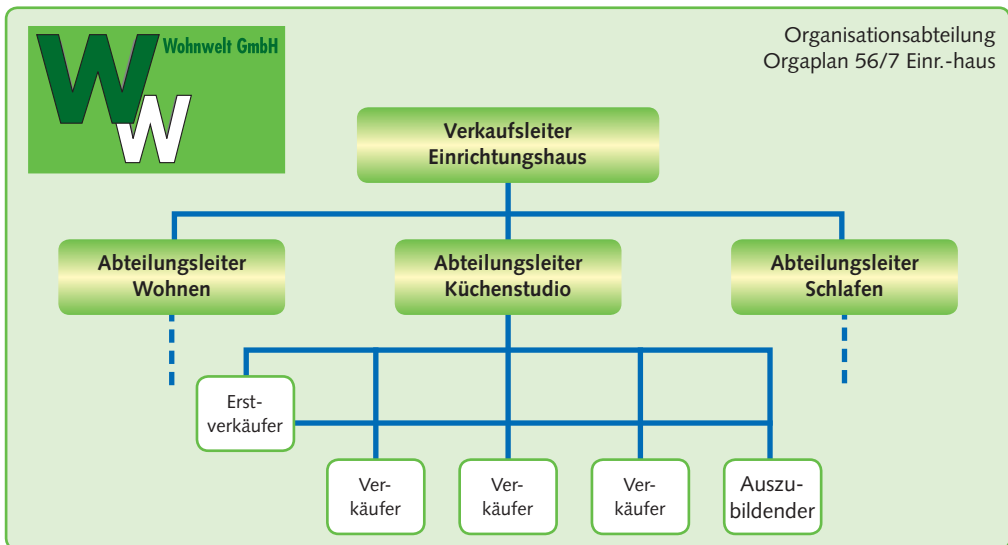 Wohnwelt GmbH
W
W
Organisationsabteilung
Orgaplan 56/7 Einr.-haus
Verkaufsleiter
Einrichtungshaus
Abteilungsleiter
Wohnen
Abteilungsleiter
Küchenstudio
Abteilungsleiter
Schlafen
Erst-
verkäufer
Ver-
käufer
Ver-
käufer
Ver-
käufer
Auszu-
bildender